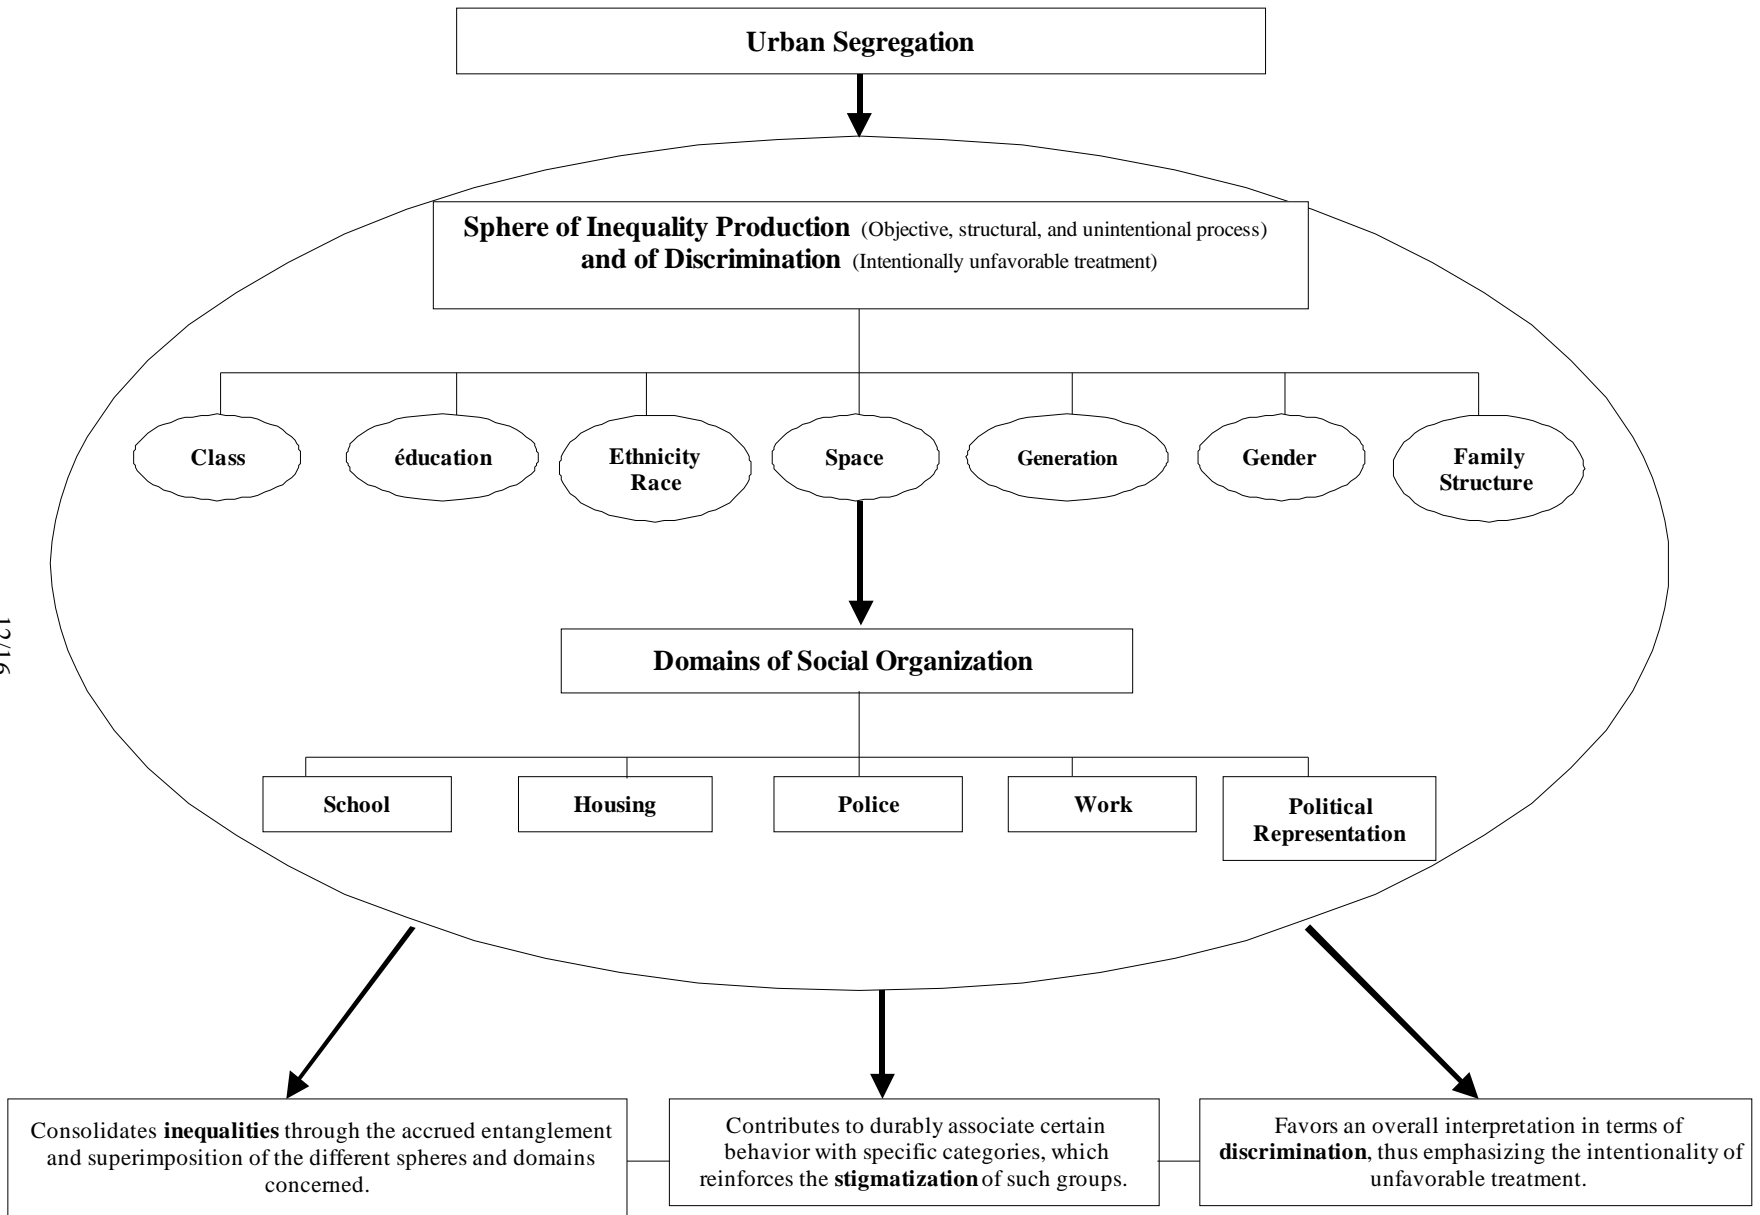 Urban Segregation
Sphere of Inequality Production (Objective, structural, and unintentional process)
and of Discrimination (Intentionally unfavorable treatment)
Class
éducation
Ethnicity
Race
Space
Generation
Gender
Family
Structure
12/16
Domains of Social Organization
School
Housing
Police
Work
Political
Representation
Consolidates inequalities through the accrued entanglement
and superimposition of the different spheres and domains
concerned.
Contributes to durably associate certain
behavior with specific categories, which
reinforces the stigmatization of such groups.
Favors an overall interpretation in terms of
discrimination, thus emphasizing the intentionality of
unfavorable treatment.